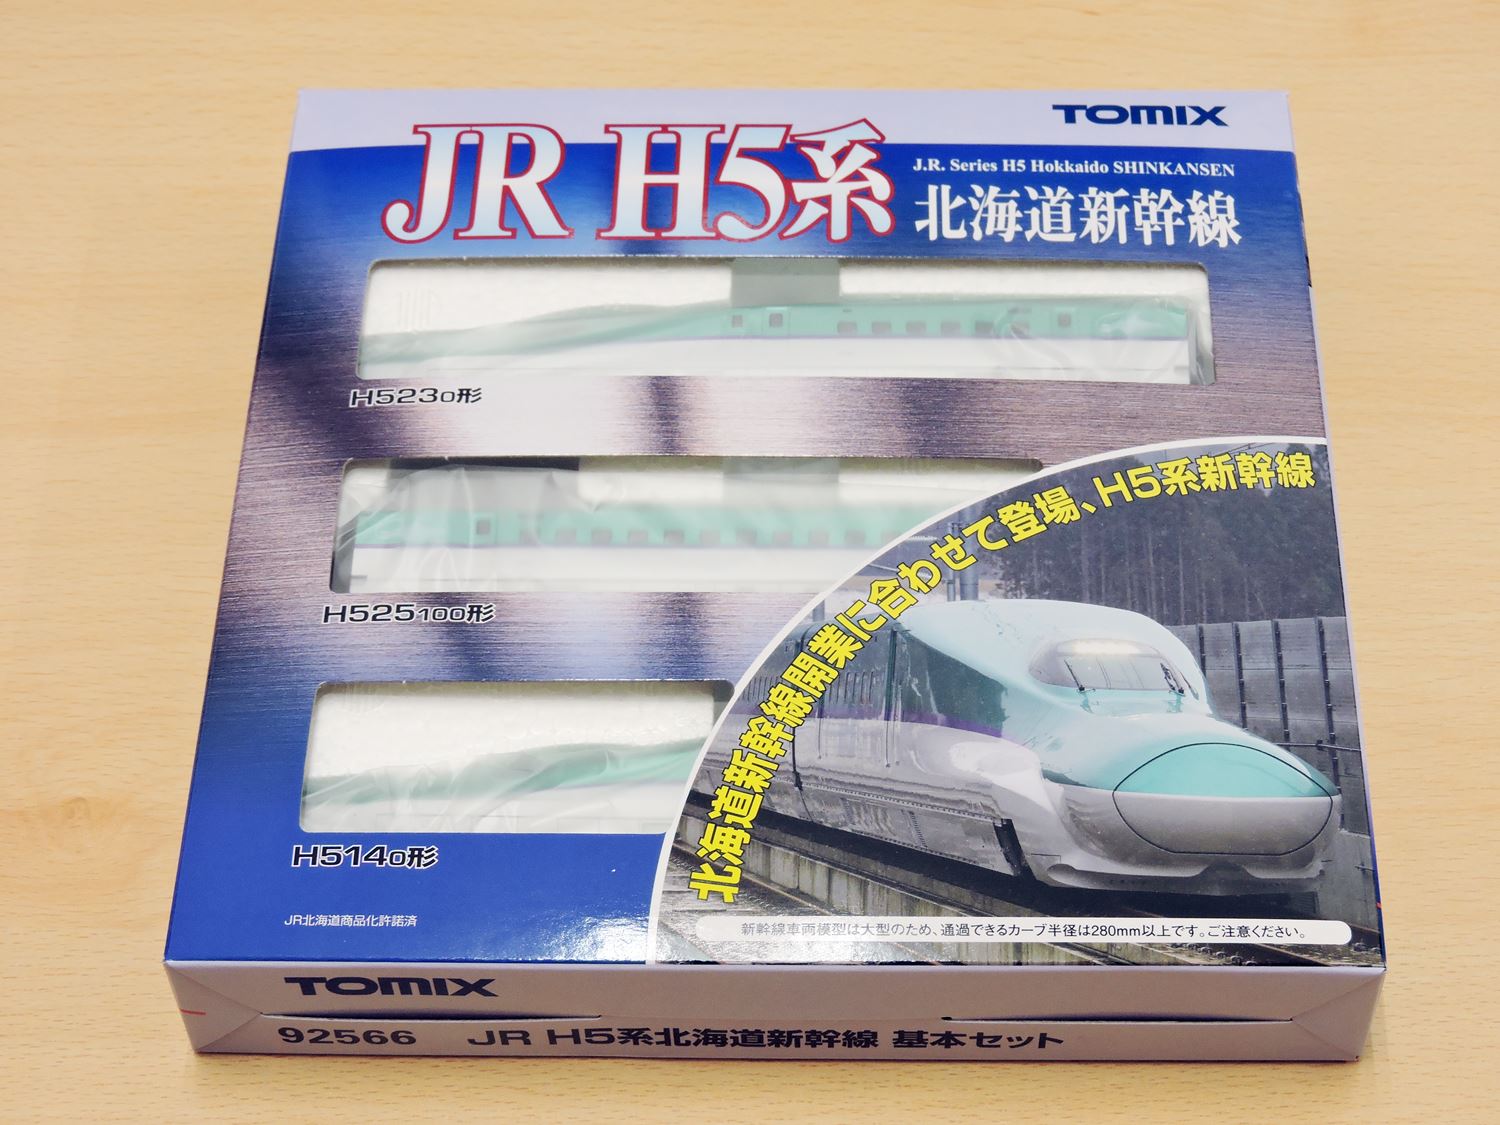 TOMIX
JR H5系
J.R. Series H5 Hokkaido SHINKANSEN
北海道新幹線
H5230形
H525100形
H5140形
北海道新幹線開業に合わせて登場、H5系新幹線
JR北海道商品化許諾済
新幹線車両模型は大型のため、通過できるカーブ半径は280mm以上です。ご注意ください。
TOMIX
92566 JR H5系北海道新幹線 基本セット